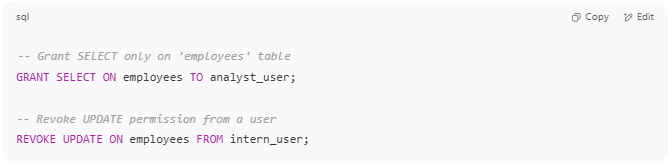 sql
Copy
Edit
-- Grant SELECT only on 'employees' table
GRANT SELECT ON employees TO analyst_user;
-- Revoke UPDATE permission from a user
REVOKE UPDATE ON employees FROM intern_user;